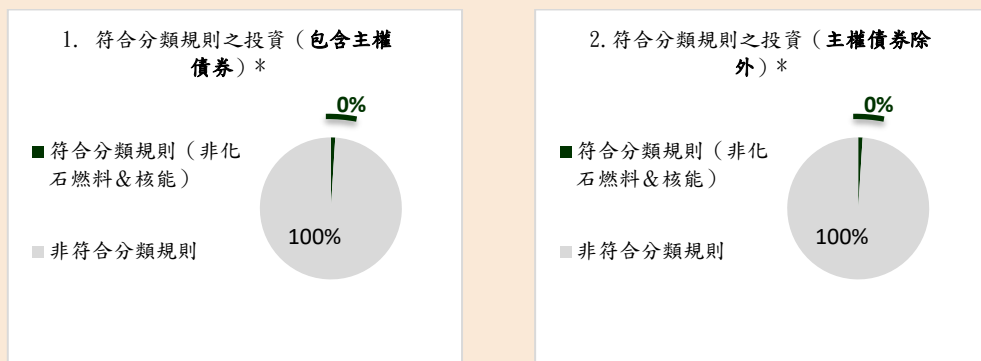 1. 符合分類規則之投資（包含主權
債券）*
0%
符合分類規則（非化
石燃料&核能）
100%
非符合分類規則
2.符合分類規則之投資（主權債券除
外）*
0%
符合分類規則（非化
石燃料&核能）
100%
非符合分類規則